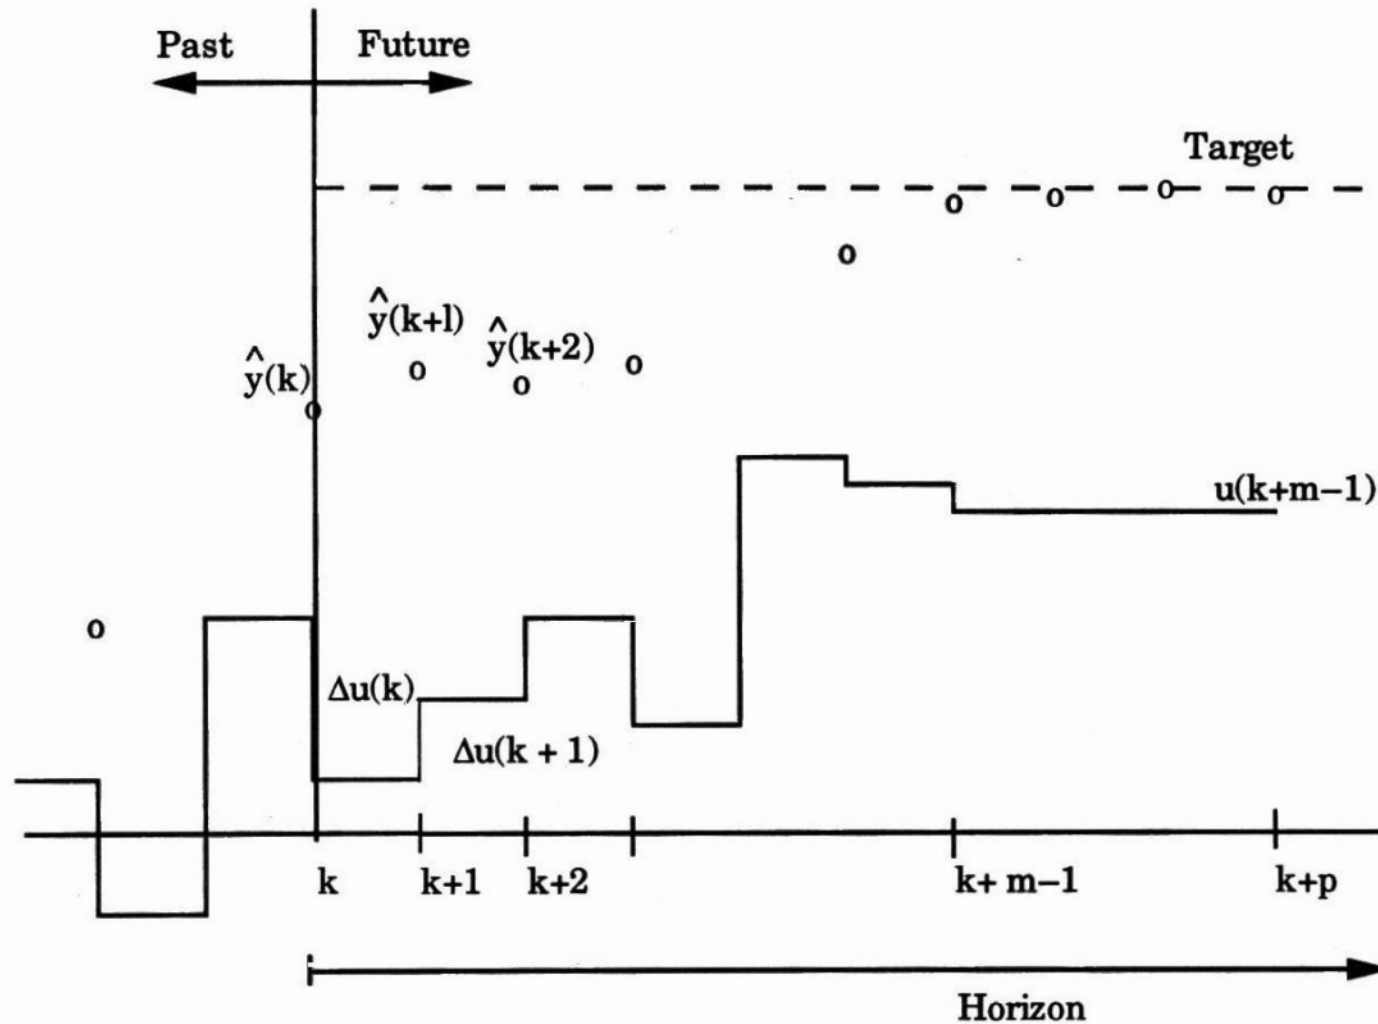 Past
Future
Target
ŷ(k+l)
ŷ(k+2)
ŷ(k)
u(k+m−1)
Δu(k)
Δu(k + 1)
k
k+1
k+2
k+ m−1
k+p
Horizon